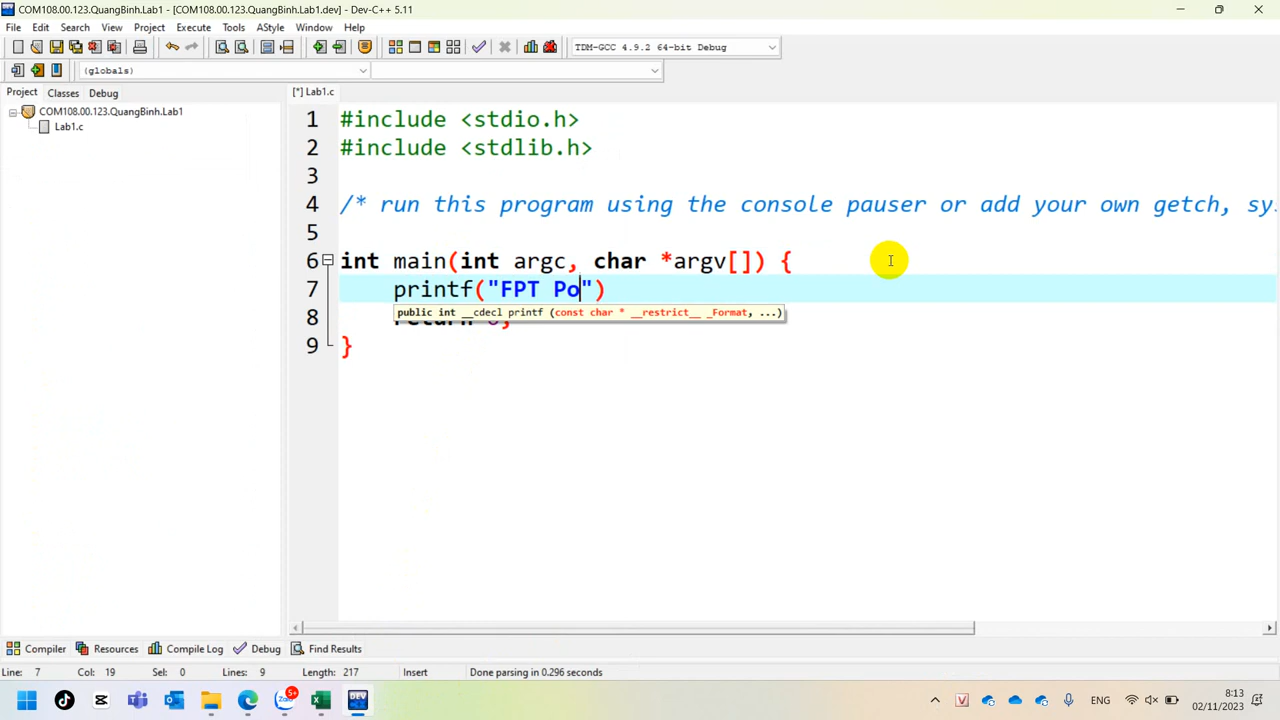 COM108.00.123.QuangBinh.Lab1 - [COM108.00.123.QuangBinh.Lab1.dev] - Dev-C++ 5.11
File Edit Search View Project Execute Tools AStyle Window Help
TDM-GCC 4.9.2 64-bit Debug
(globals)
Project Classes Debug
[*] Lab1.c
COM108.00.123.QuangBinh.Lab1
Lab1.c
1 #include <stdio.h>
2 #include <stdlib.h>
3
4 /* run this program using the console pauser or add your own getch, sy
5
6 int main(int argc, char *argv[]) {
7 printf("FPT Po")
public int __cdecl printf (const char * __restrict__ _Format, ...)
8 return 0;
9 }
Compiler Resources Compile Log Debug Find Results
Line: 7 Col: 19 Sel: 0 Lines: 9 Length: 217 Insert Done parsing in 0.296 seconds
DEV
5+
Zalo
V
ENG
8:13
02/11/2023